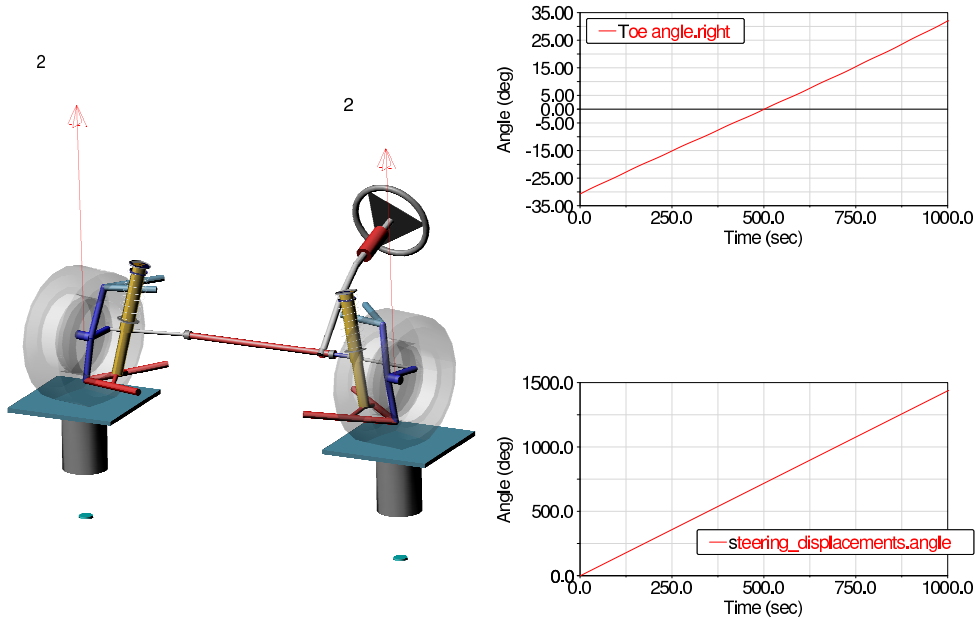 2
2
35.00
Toe angle.right
25.00
15.00
5.00
0.00
-5.00
-15.00
-25.00
-35.00
Angle (deg)
0.0 250.0 500.0 750.0 1000.0
Time (sec)
1500.0
1000.0
500.0
0.0
Angle (deg)
steering_displacements.angle
0.0 250.0 500.0 750.0 1000.0
Time (sec)